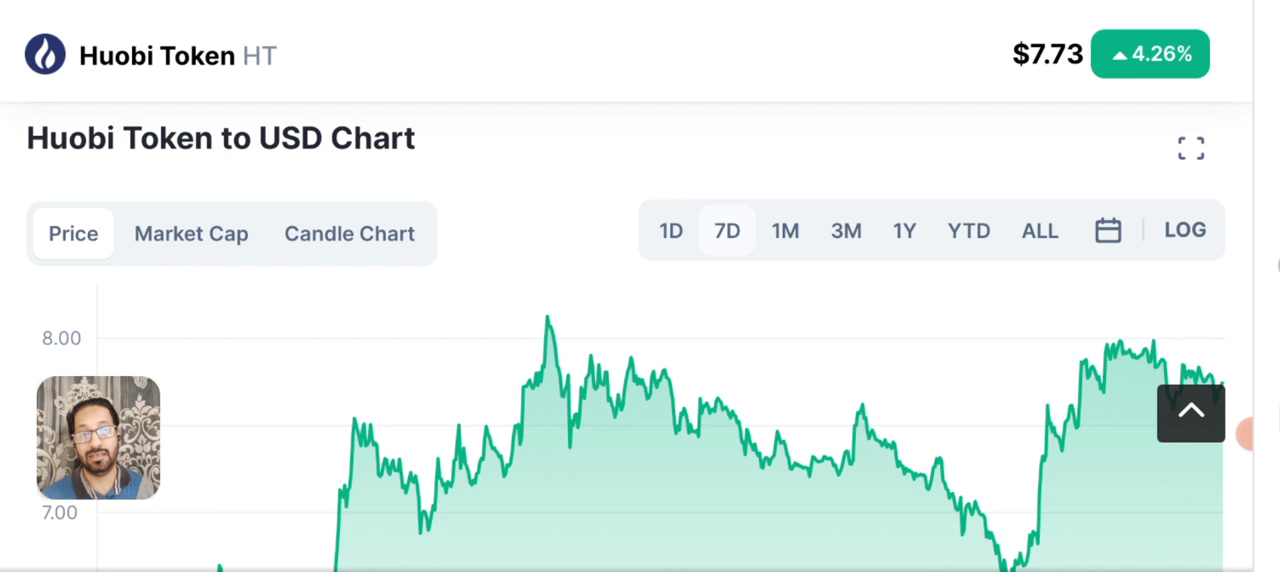 Huobi Token HT
$7.73 4.26%
Huobi Token to USD Chart
Price Market Cap Candle Chart
1D 7D 1M 3M 1Y YTD ALL LOG
8.00
7.00